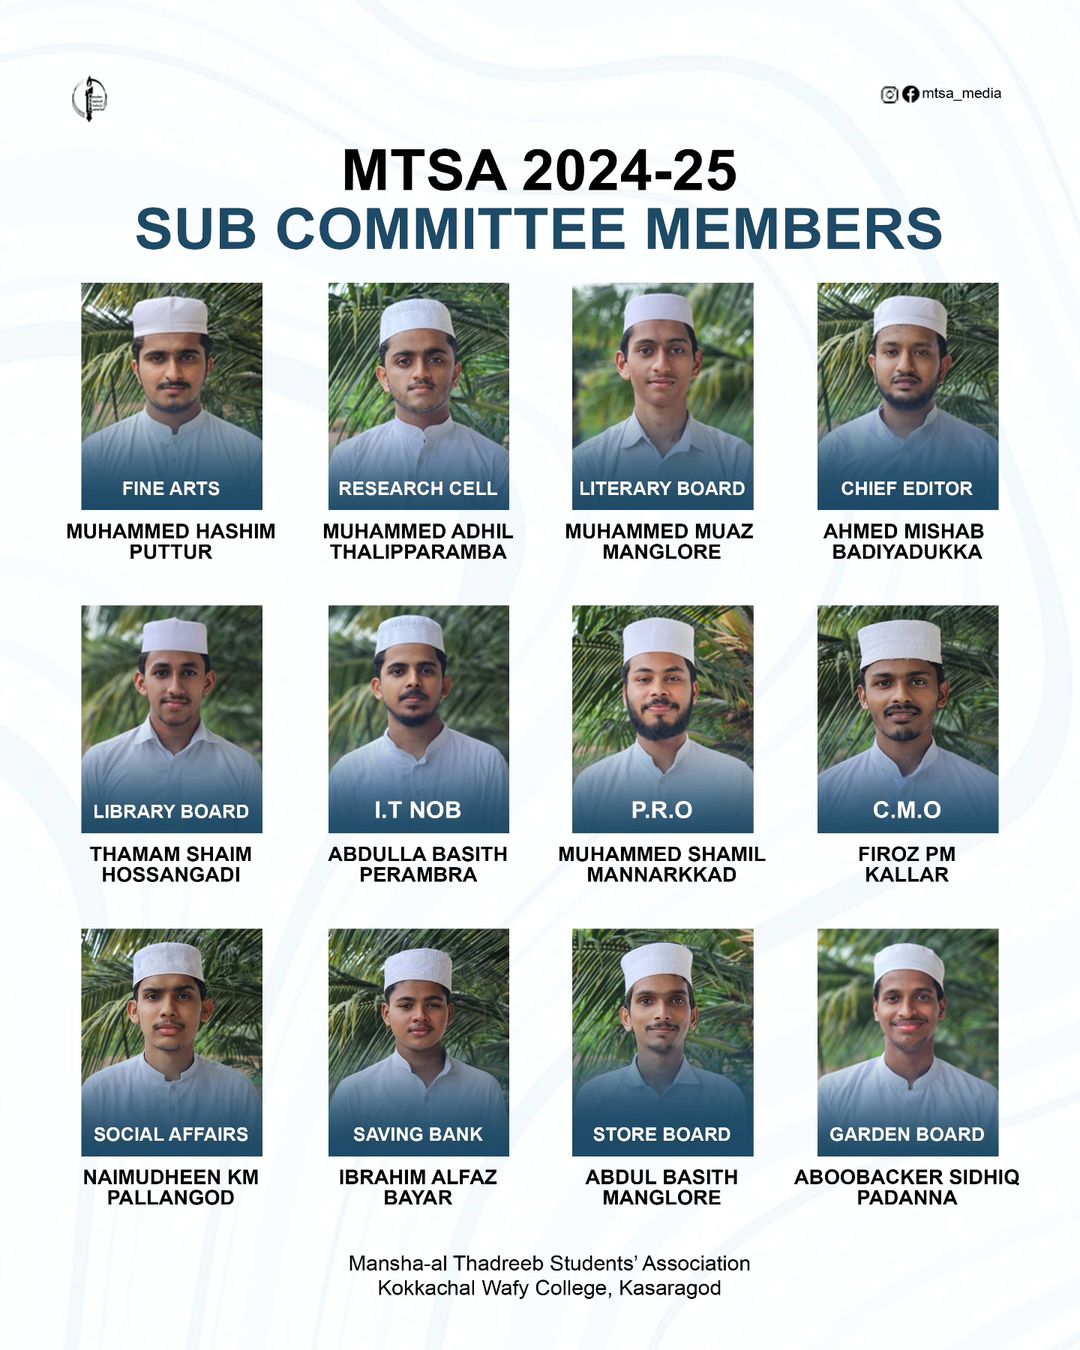 mtsa_media
MTSA 2024-25
SUB COMMITTEE MEMBERS
FINE ARTS
MUHAMMED HASHIM
PUTTUR
RESEARCH CELL
MUHAMMED ADHIL
THALIPPARAMBA
LITERARY BOARD
MUHAMMED MUAZ
MANGLORE
CHIEF EDITOR
AHMED MISHAB
BADIYADUKKA
LIBRARY BOARD
THAMAM SHAIM
HOSSANGADI
I.T NOB
ABDULLA BASITH
PERAMBRA
P.R.O
MUHAMMED SHAMIL
MANNARKKAD
C.M.O
FIROZ PM
KALLAR
SOCIAL AFFAIRS
NAIMUDHEEN KM
PALLANGOD
SAVING BANK
IBRAHIM ALFAZ
BAYAR
STORE BOARD
ABDUL BASITH
MANGLORE
GARDEN BOARD
ABOOBACKER SIDHIQ
PADANNA
Mansha-al Thadreeb Students’ Association
Kokkachal Wafy College, Kasaragod